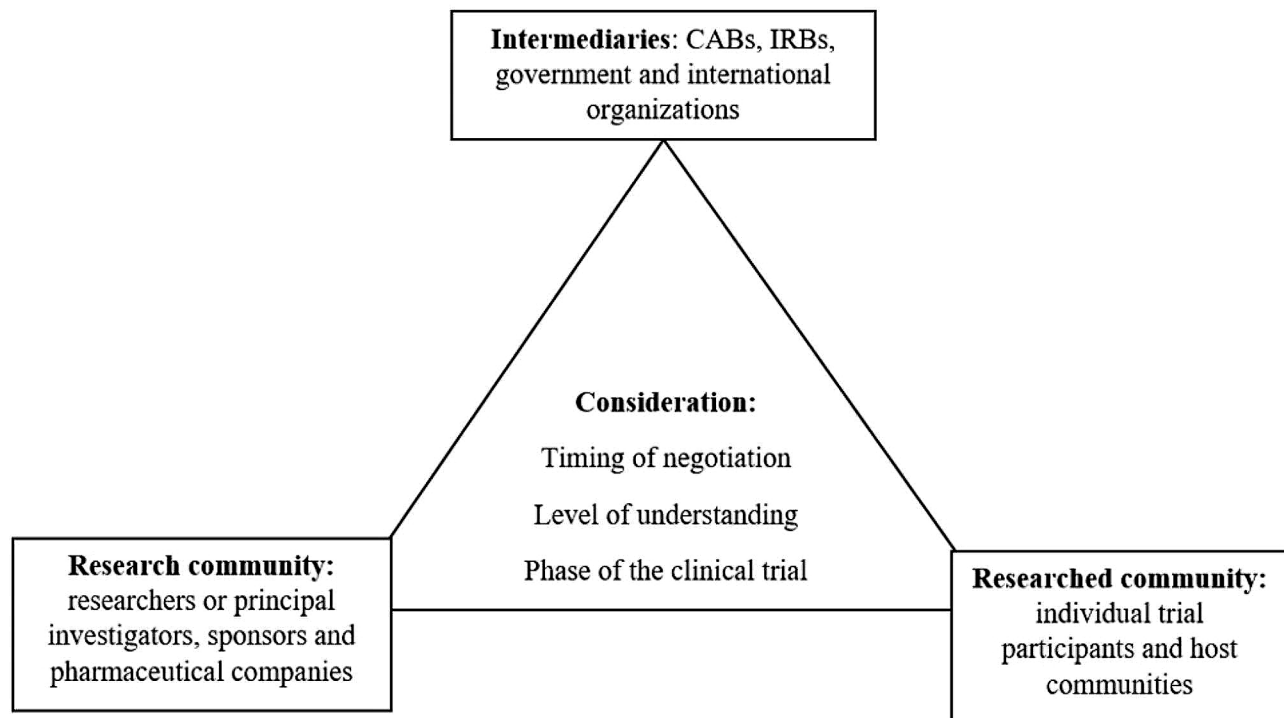 Intermediaries: CABs, IRBs,
government and international
organizations
Consideration:
Timing of negotiation
Level of understanding
Phase of the clinical trial
Research community:
researchers or principal
investigators, sponsors and
pharmaceutical companies
Researched community:
individual trial
participants and host
communities